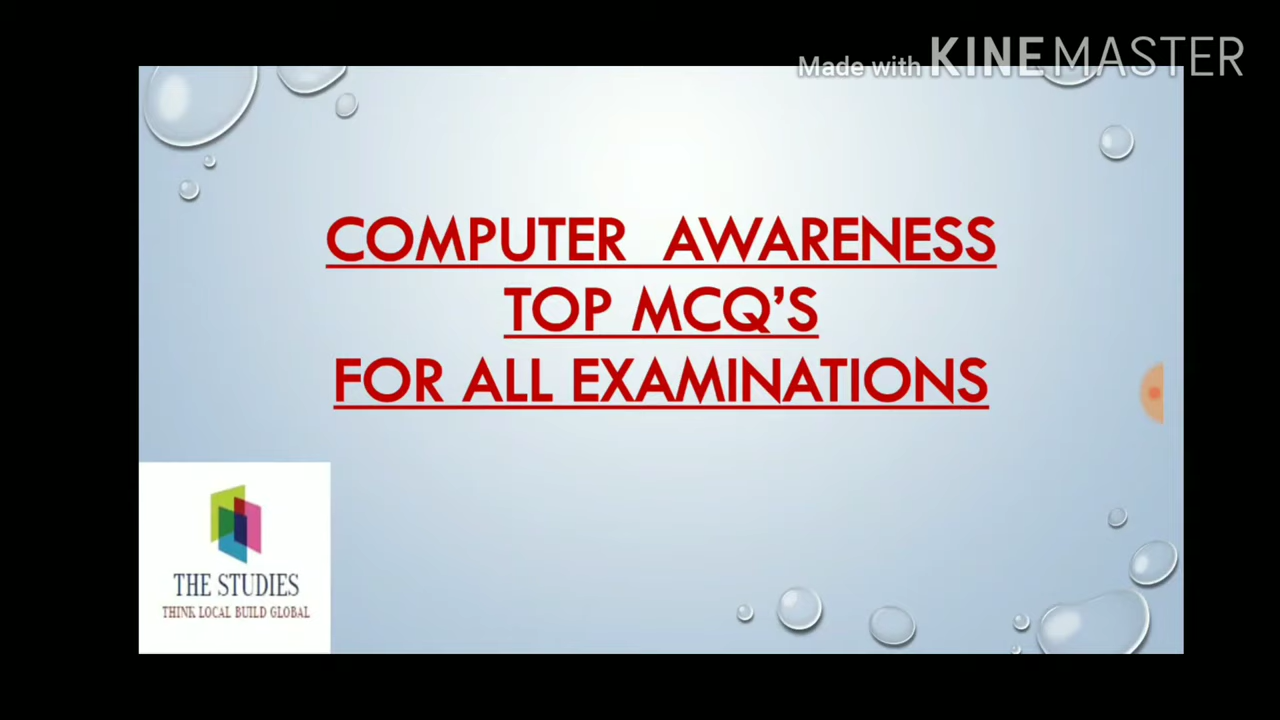 Made with KINEMASTER
COMPUTER AWARENESS
TOP MCQ’S
FOR ALL EXAMINATIONS
THE STUDIES
THINK LOCAL BUILD GLOBAL